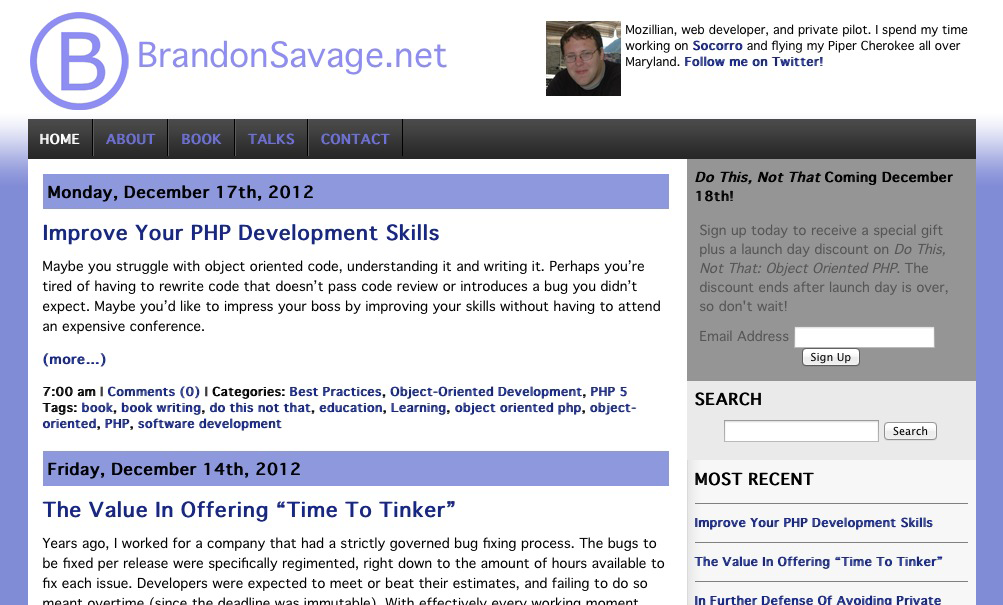 B BrandonSavage.net
Mozillian, web developer, and private pilot. I spend my time
working on Socorro and flying my Piper Cherokee all over
Maryland. Follow me on Twitter!
HOME ABOUT BOOK TALKS CONTACT
Monday, December 17th, 2012
Improve Your PHP Development Skills
Maybe you struggle with object oriented code, understanding it and writing it. Perhaps you’re
tired of having to rewrite code that doesn’t pass code review or introduces a bug you didn’t
expect. Maybe you’d like to impress your boss by improving your skills without having to attend
an expensive conference.
(more...)
7:00 am | Comments (0) | Categories: Best Practices, Object-Oriented Development, PHP 5
Tags: book, book writing, do this not that, education, Learning, object oriented php, object-
oriented, PHP, software development
Friday, December 14th, 2012
The Value In Offering “Time To Tinker”
Years ago, I worked for a company that had a strictly governed bug fixing process. The bugs to
be fixed per release were specifically regimented, right down to the amount of hours available to
fix each issue. Developers were expected to meet or beat their estimates, and failing to do so
meant overtime (since the deadline was immutable). With effectively every working moment
Do This, Not That Coming December
18th!
Sign up today to receive a special gift
plus a launch day discount on Do This,
Not That: Object Oriented PHP. The
discount ends after launch day is over,
so don't wait!
Email Address
Sign Up
SEARCH
Search
MOST RECENT
Improve Your PHP Development Skills
The Value In Offering “Time To Tinker”
In Further Defense Of Avoiding Private